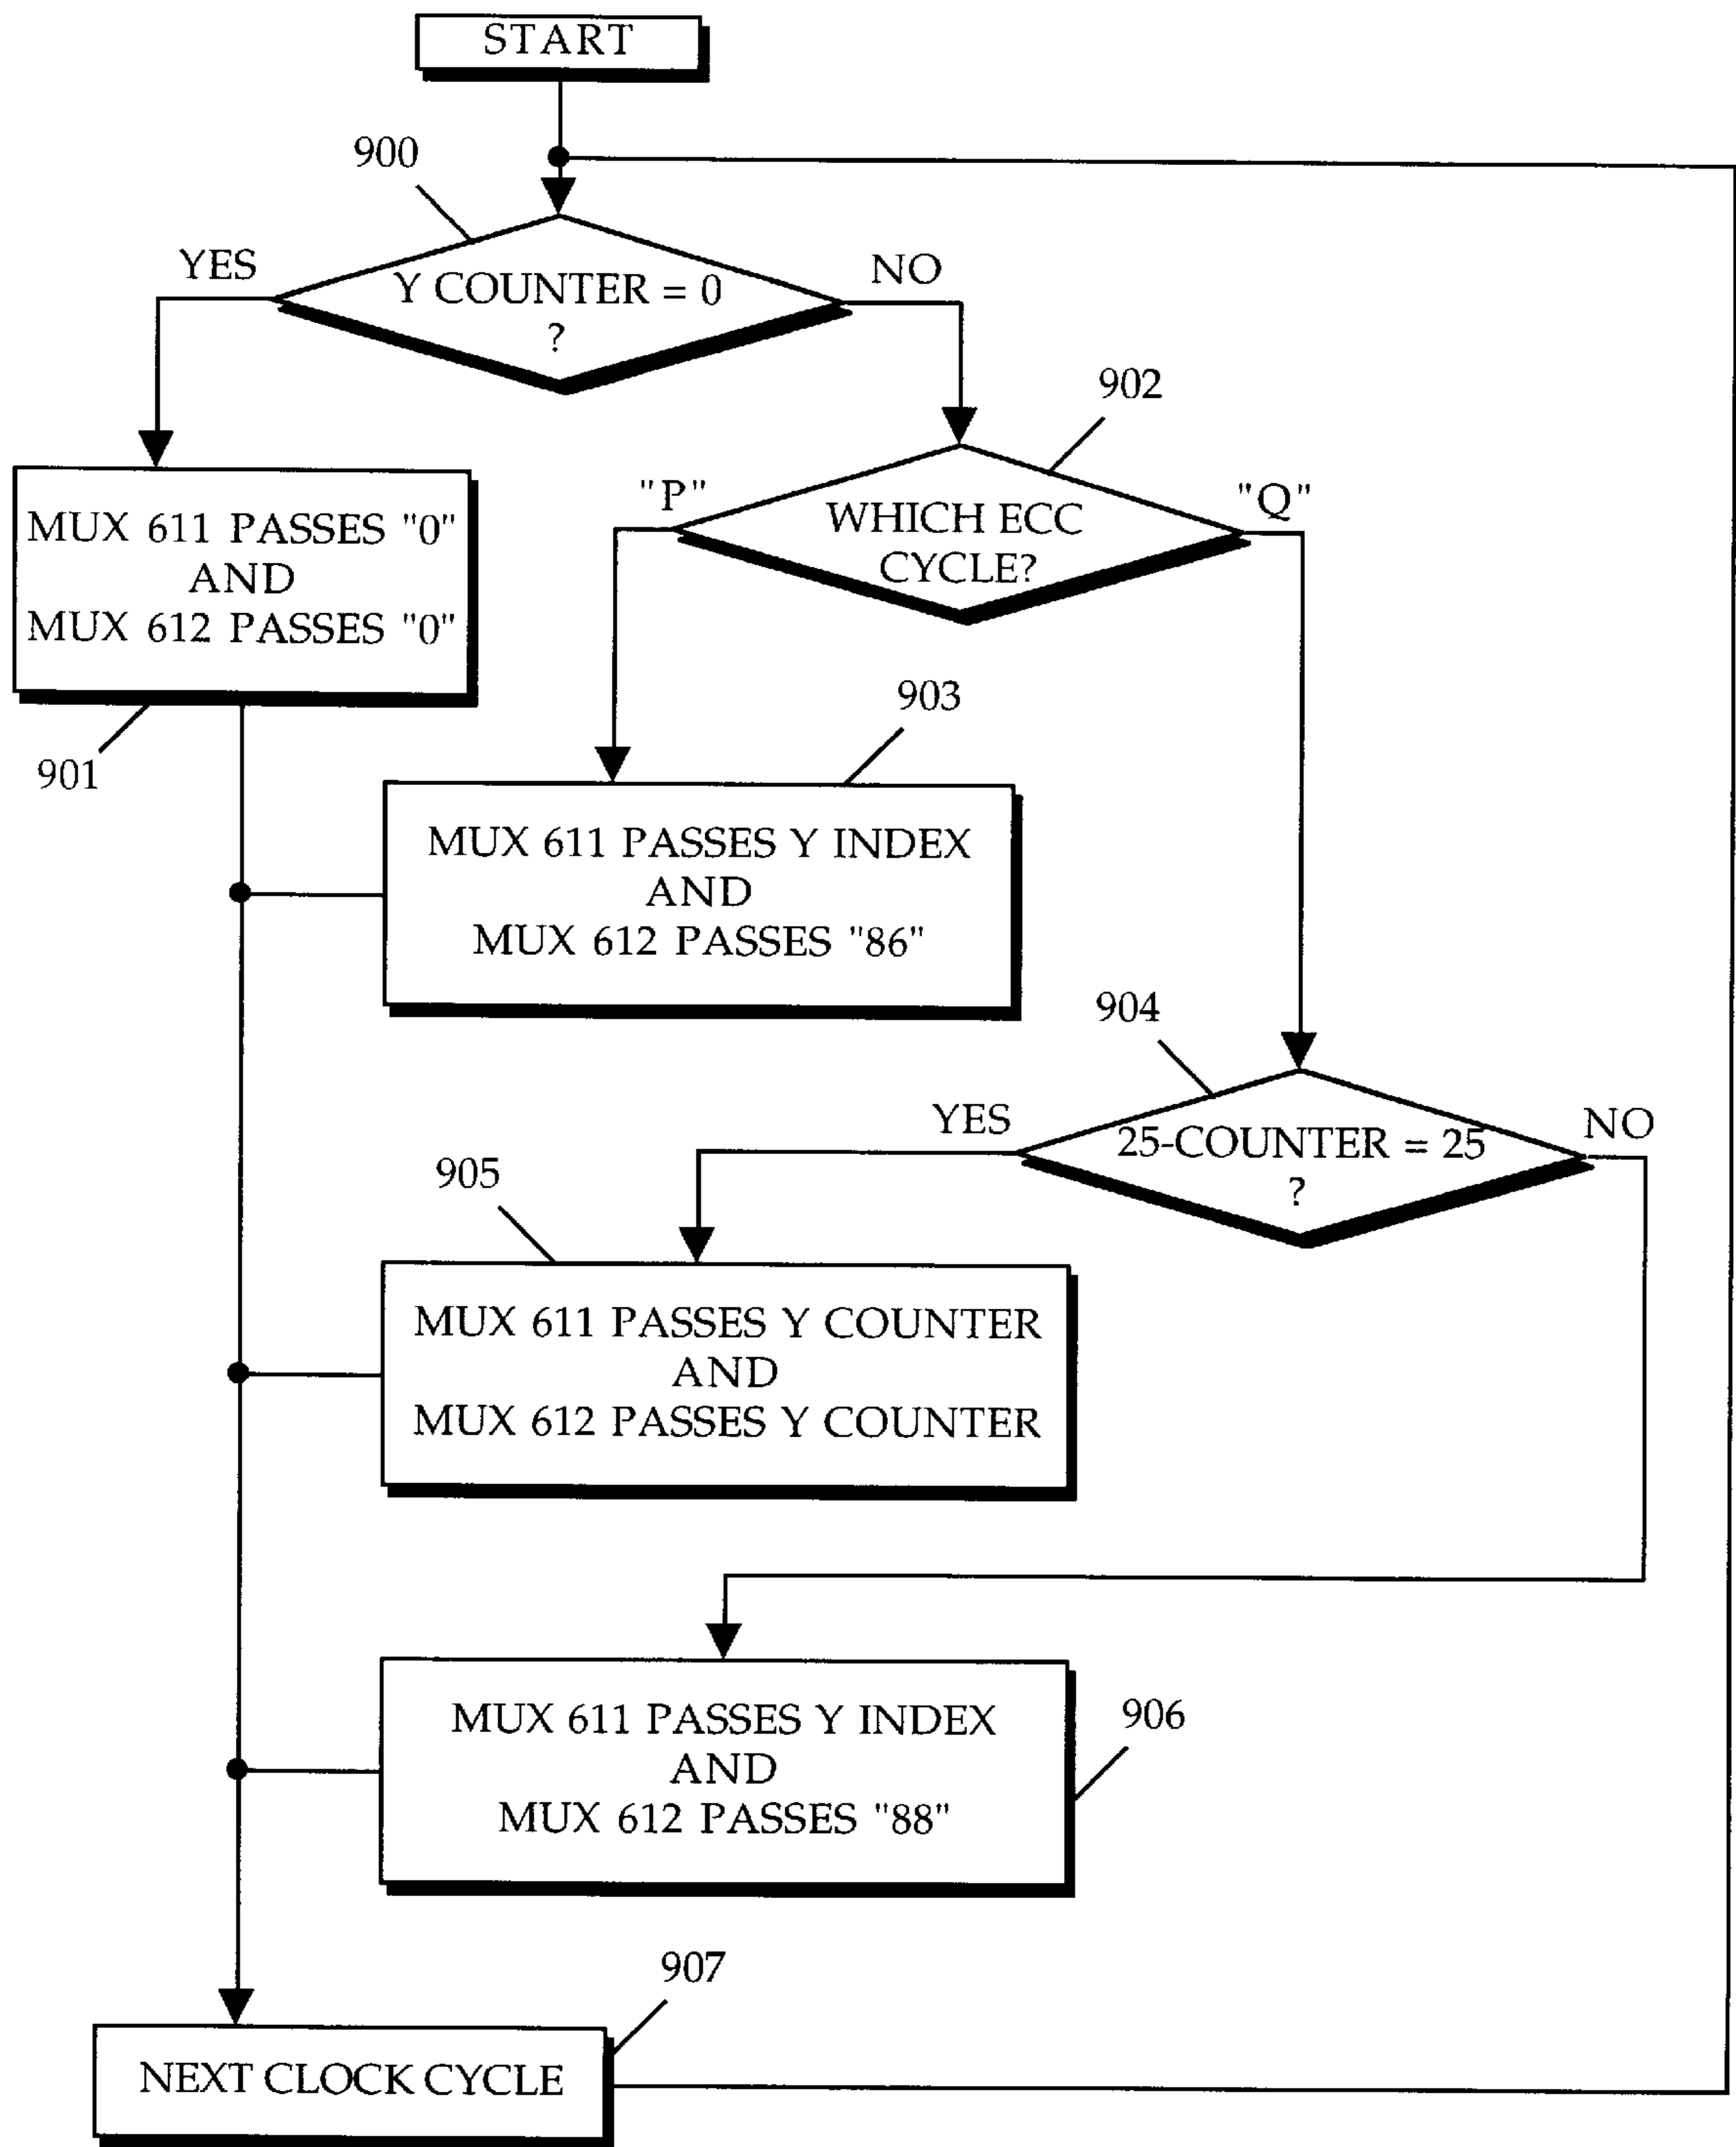 START
900
YES
NO
Y COUNTER = 0
?
902
"P"
"Q"
WHICH ECC
CYCLE?
MUX 611 PASSES "0"
AND
MUX 612 PASSES "0"
901
903
MUX 611 PASSES Y INDEX
AND
MUX 612 PASSES "86"
904
YES
NO
25-COUNTER = 25
?
905
MUX 611 PASSES Y COUNTER
AND
MUX 612 PASSES Y COUNTER
MUX 611 PASSES Y INDEX
AND
MUX 612 PASSES "88"
906
907
NEXT CLOCK CYCLE